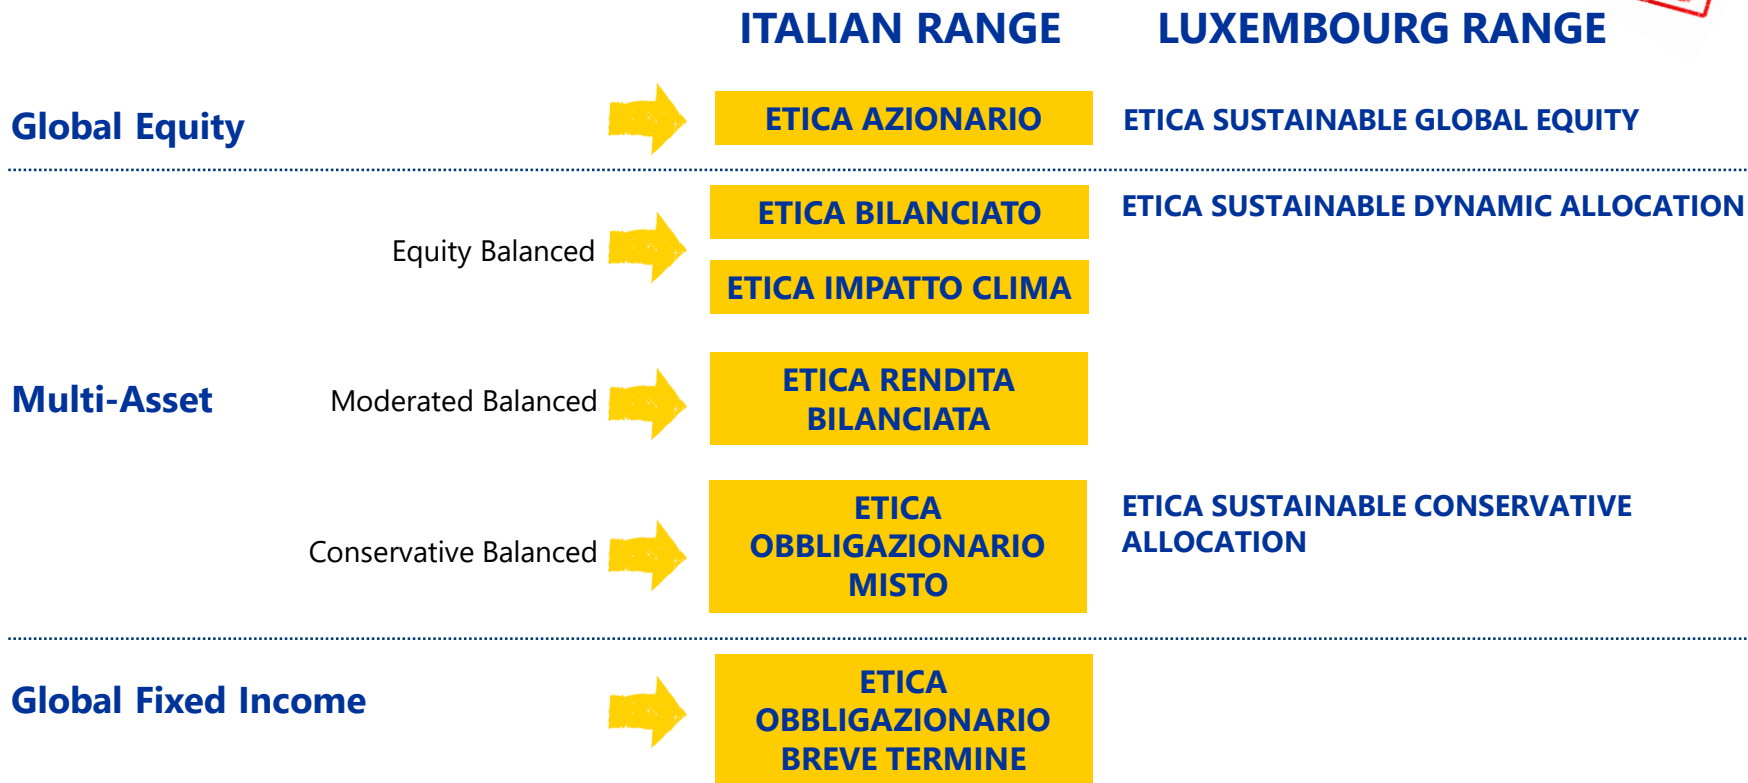 ITALIAN RANGE
LUXEMBOURG RANGE
Global Equity
ETICA AZIONARIO
ETICA SUSTAINABLE GLOBAL EQUITY
Equity Balanced
ETICA BILANCIATO
ETICA SUSTAINABLE DYNAMIC ALLOCATION
ETICA IMPATTO CLIMA
Multi-Asset
Moderated Balanced
ETICA RENDITA
BILANCIATA
Conservative Balanced
ETICA
OBBLIGAZIONARIO
MISTO
ETICA SUSTAINABLE CONSERVATIVE
ALLOCATION
Global Fixed Income
ETICA
OBBLIGAZIONARIO
BREVE TERMINE